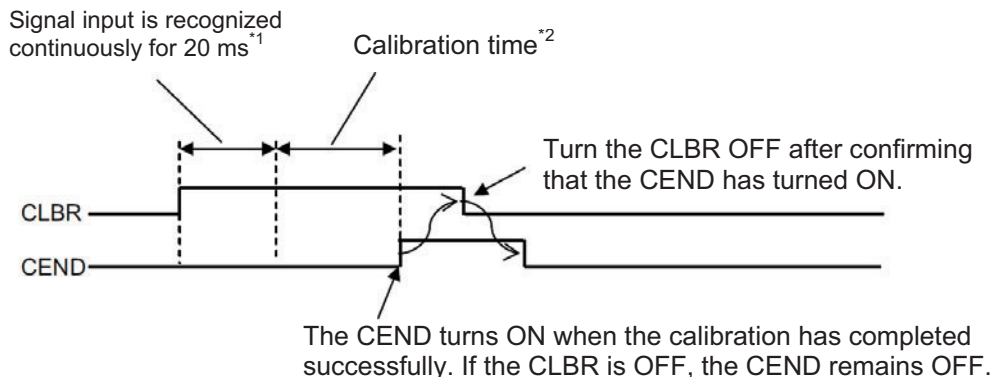 Signal input is recognized
continuously for 20 ms*1
Calibration time*2
Turn the CLBR OFF after confirming
that the CEND has turned ON.
CLBR
CEND
The CEND turns ON when the calibration has completed
successfully. If the CLBR is OFF, the CEND remains OFF.